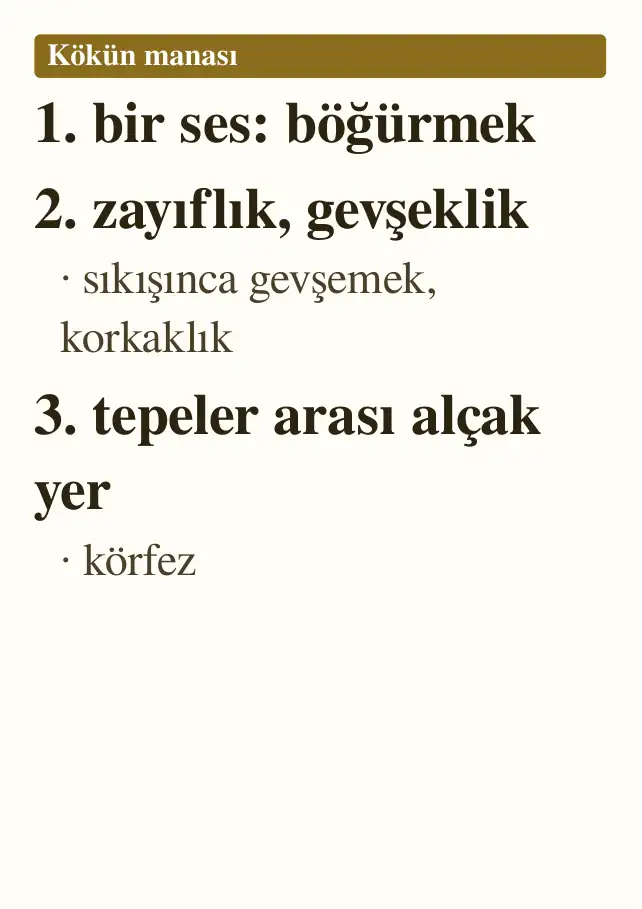 Kökün manası
1. bir ses: böğürmek
2. zayıflık, gevşeklik
· sıkışınca gevşemek,
korkaklık
3. tepeler arası alçak
yer
· körfez